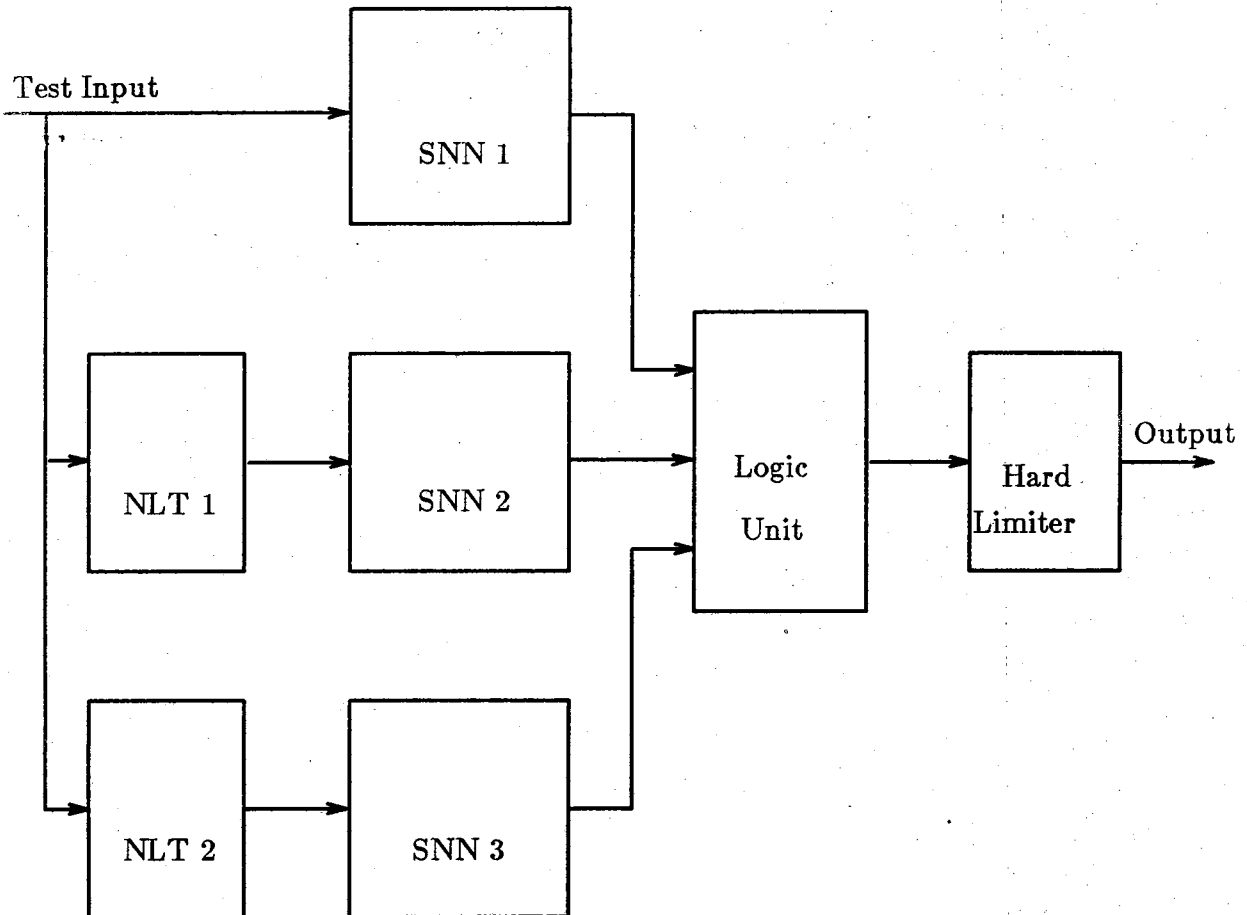 Test Input
SNN 1
NLT 1
SNN 2
Logic
Unit
Hard
Limiter
Output
NLT 2
SNN 3